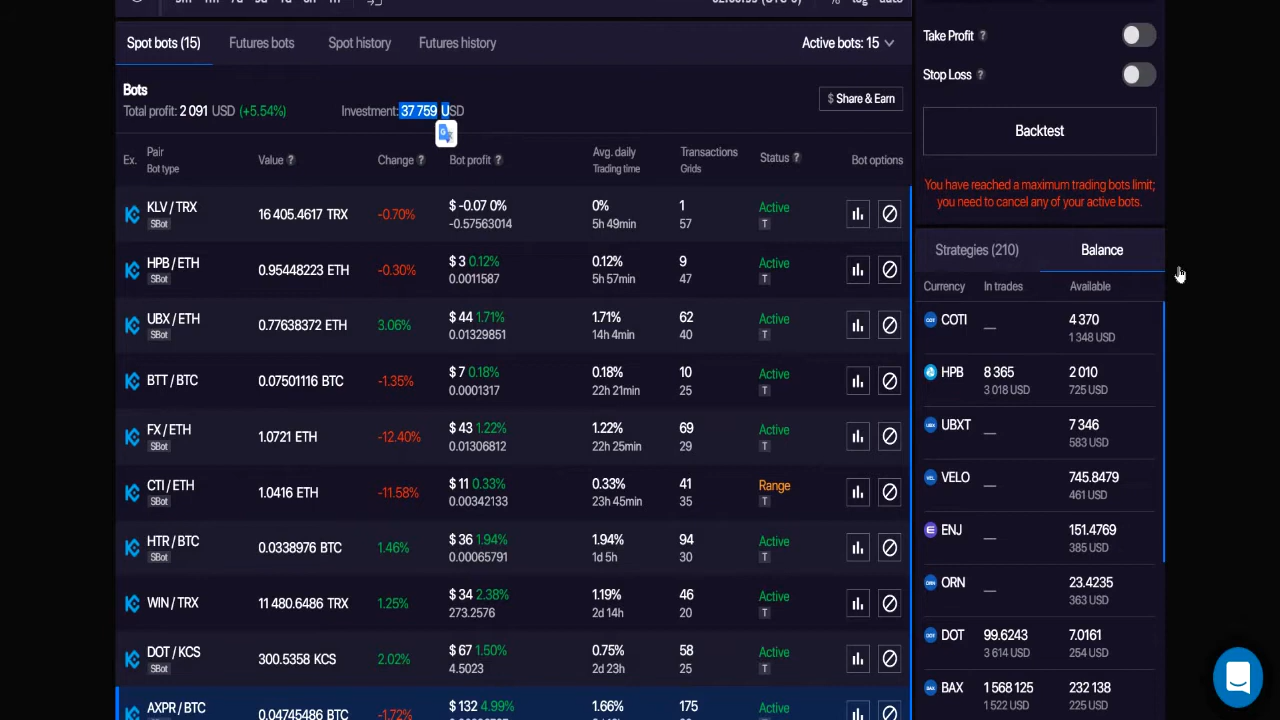 Spot bots (15) Futures bots Spot history Futures history Active bots: 15
Bots
Total profit: 2 091 USD (+5.54%) Investment: 37 759 USD
$ Share & Earn
Ex. Pair Bot type Value ? Change ? Bot profit ? Avg. daily Trading time Transactions Grids Status ? Bot options
KLV / TRX 16 405.4617 TRX -0.70% $ -0.07 0% 0% 1 Active
SBot -0.57563014 5h 49min 57 T
HPB / ETH 0.95448223 ETH -0.30% $ 3 0.12% 0.12% 9 Active
SBot 0.0011587 5h 57min 47 T
UBX / ETH 0.77638372 ETH 3.06% $ 44 1.71% 1.71% 62 Active
SBot 0.01329851 14h 4min 40 T
BTT / BTC 0.07501116 BTC -1.35% $ 7 0.18% 0.18% 10 Active
0.0001317 22h 21min 25 T
FX / ETH 1.0721 ETH -12.40% $ 43 1.22% 1.22% 69 Active
SBot 0.01306812 22h 25min 29 T
CTI / ETH 1.0416 ETH -11.58% $ 11 0.33% 0.33% 41 Range
SBot 0.00342133 23h 45min 35 T
HTR / BTC 0.0338976 BTC 1.46% $ 36 1.94% 1.94% 94 Active
SBot 0.00065791 1d 5h 30 T
WIN / TRX 11 480.6486 TRX 1.25% $ 34 2.38% 1.19% 46 Active
273.2576 2d 14h 20 T
DOT / KCS 300.5358 KCS 2.02% $ 67 1.50% 0.75% 58 Active
SBot 4.5023 2d 23h 25 T
AXPR / BTC 0.04745486 BTC -1.72% $ 132 4.99% 1.66% 175 Active
Take Profit ?
Stop Loss ?
Backtest
You have reached a maximum trading bots limit;
you need to cancel any of your active bots.
Strategies (210) Balance
Currency In trades Available
COTI — 4 370
1 348 USD
HPB 8 365 2 010
3 018 USD 725 USD
UBXT — 7 346
583 USD
VELO — 745.8479
461 USD
ENJ — 151.4769
385 USD
ORN — 23.4235
363 USD
DOT 99.6243 7.0161
3 614 USD 254 USD
BAX 1 568 125 232 138
1 522 USD 225 USD